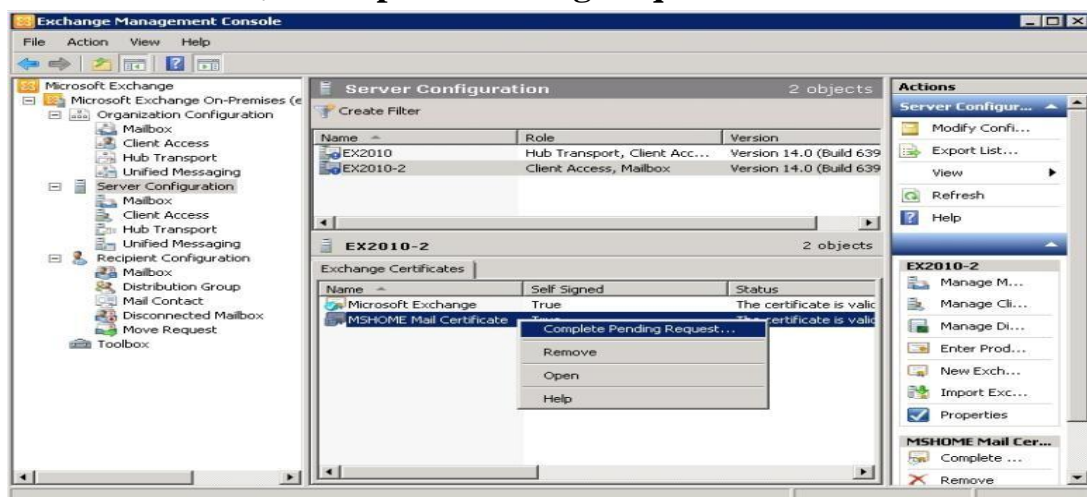 Exchange Management Console
File Action View Help
Microsoft Exchange
Microsoft Exchange On-Premises (e
Organization Configuration
Mailbox
Client Access
Hub Transport
Unified Messaging
Server Configuration
Mailbox
Client Access
Hub Transport
Unified Messaging
Recipient Configuration
Mailbox
Distribution Group
Mail Contact
Disconnected Mailbox
Move Request
Toolbox
Server Configuration 2 objects
Create Filter
Name Role Version
EX2010 Hub Transport, Client Acc... Version 14.0 (Build 639
EX2010-2 Client Access, Mailbox Version 14.0 (Build 639
EX2010-2 2 objects
Exchange Certificates
Name Self Signed Status
Microsoft Exchange True The certificate is valid
MSHOME Mail Certificate True The certificate is valid
Complete Pending Request...
Remove
Open
Help
Actions
Server Configur...
Modify Confi...
Export List...
View
Refresh
Help
EX2010-2
Manage M...
Manage Cli...
Manage Di...
Enter Prod...
New Exch...
Import Exc...
Properties
MSHOME Mail Cer...
Complete ...
Remove